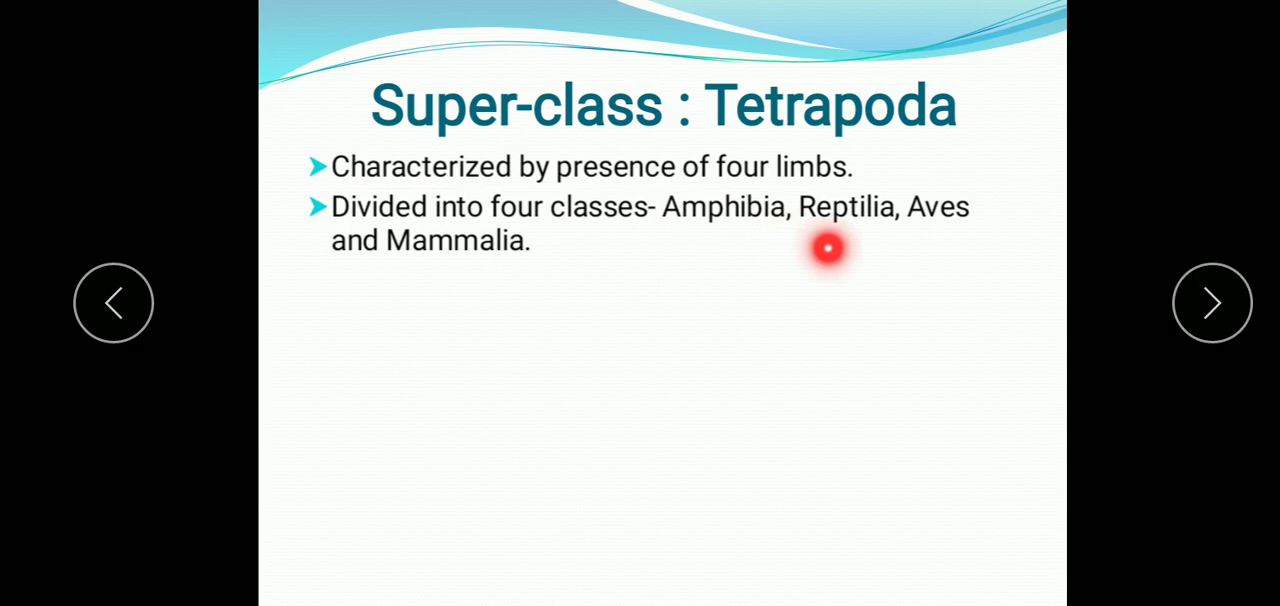 Super-class : Tetrapoda
Characterized by presence of four limbs.
Divided into four classes- Amphibia, Reptilia, Aves
and Mammalia.